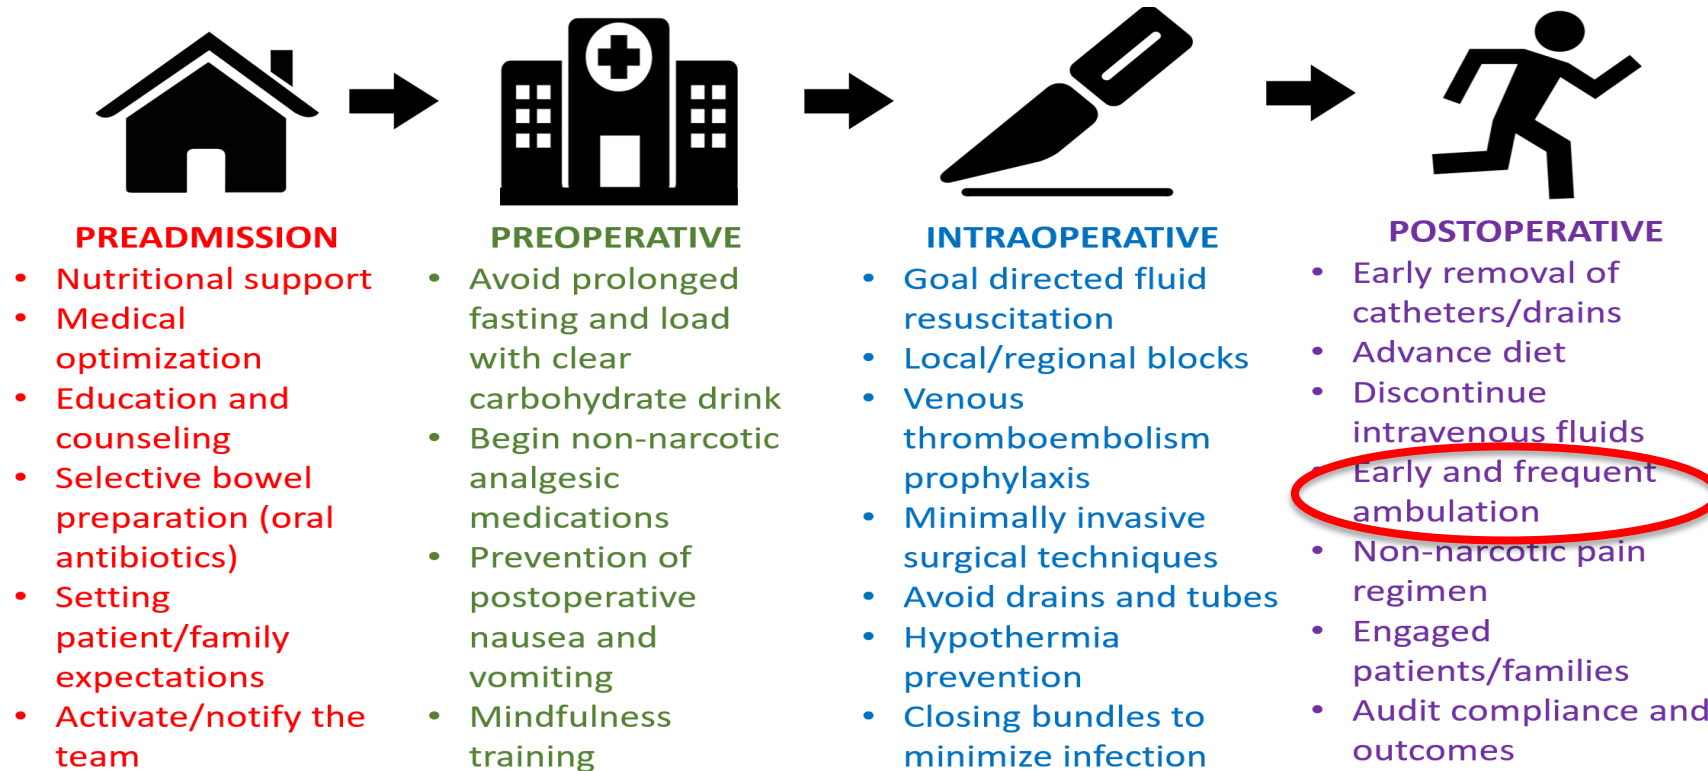 PREADMISSION
• Nutritional support
• Medical
optimization
• Education and
counseling
• Selective bowel
preparation (oral
antibiotics)
• Setting
patient/family
expectations
• Activate/notify the
team
PREOPERATIVE
• Avoid prolonged
fasting and load
with clear
carbohydrate drink
• Begin non-narcotic
analgesic
medications
• Prevention of
postoperative
nausea and
vomiting
• Mindfulness
training
INTRAOPERATIVE
• Goal directed fluid
resuscitation
• Local/regional blocks
• Venous
thromboembolism
prophylaxis
• Minimally invasive
surgical techniques
• Avoid drains and tubes
• Hypothermia
prevention
• Closing bundles to
minimize infection
POSTOPERATIVE
• Early removal of
catheters/drains
• Advance diet
• Discontinue
intravenous fluids
• Early and frequent
ambulation
• Non-narcotic pain
regimen
• Engaged
patients/families
• Audit compliance and
outcomes